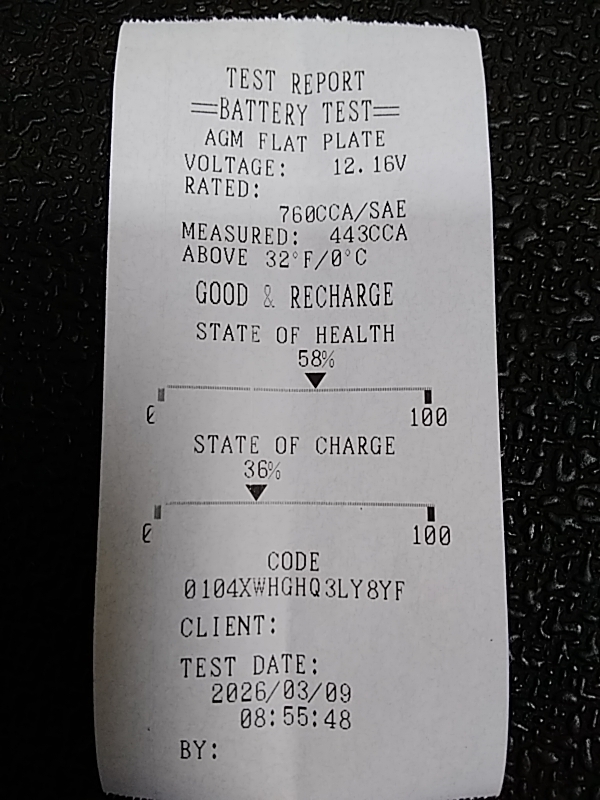 TEST REPORT
=BATTERY TEST=
AGM FLAT PLATE
VOLTAGE: 12.16V
RATED:
760CCA/SAE
MEASURED: 443CCA
ABOVE 32°F/0°C
GOOD & RECHARGE
STATE OF HEALTH
58%
0 100
STATE OF CHARGE
36%
0 100
CODE
0104XWHGHQ3LY8YF
CLIENT:
TEST DATE:
2026/03/09
08:55:48
BY: